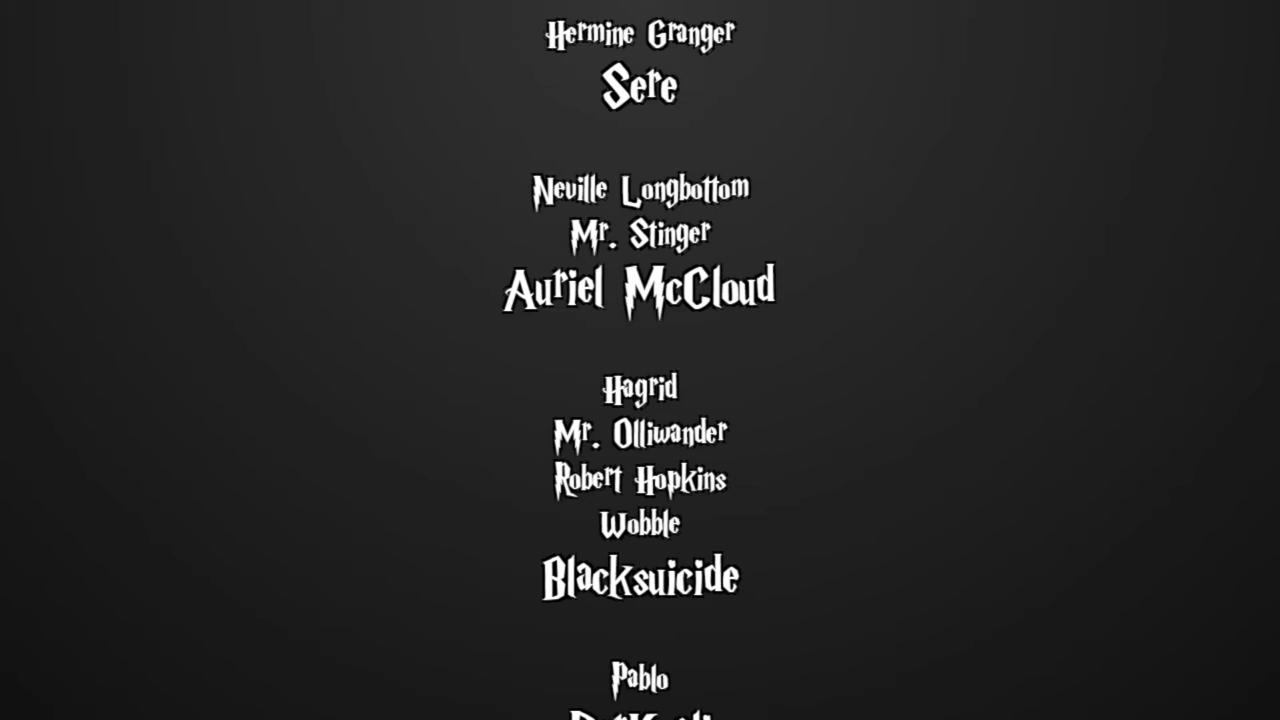 Hermine Granger
Sere
Neville Longbottom
Mr. Stinger
Auriel McCloud
Hagrid
Mr. Olliwander
Robert Hopkins
Wobble
Blacksuicide
Pablo